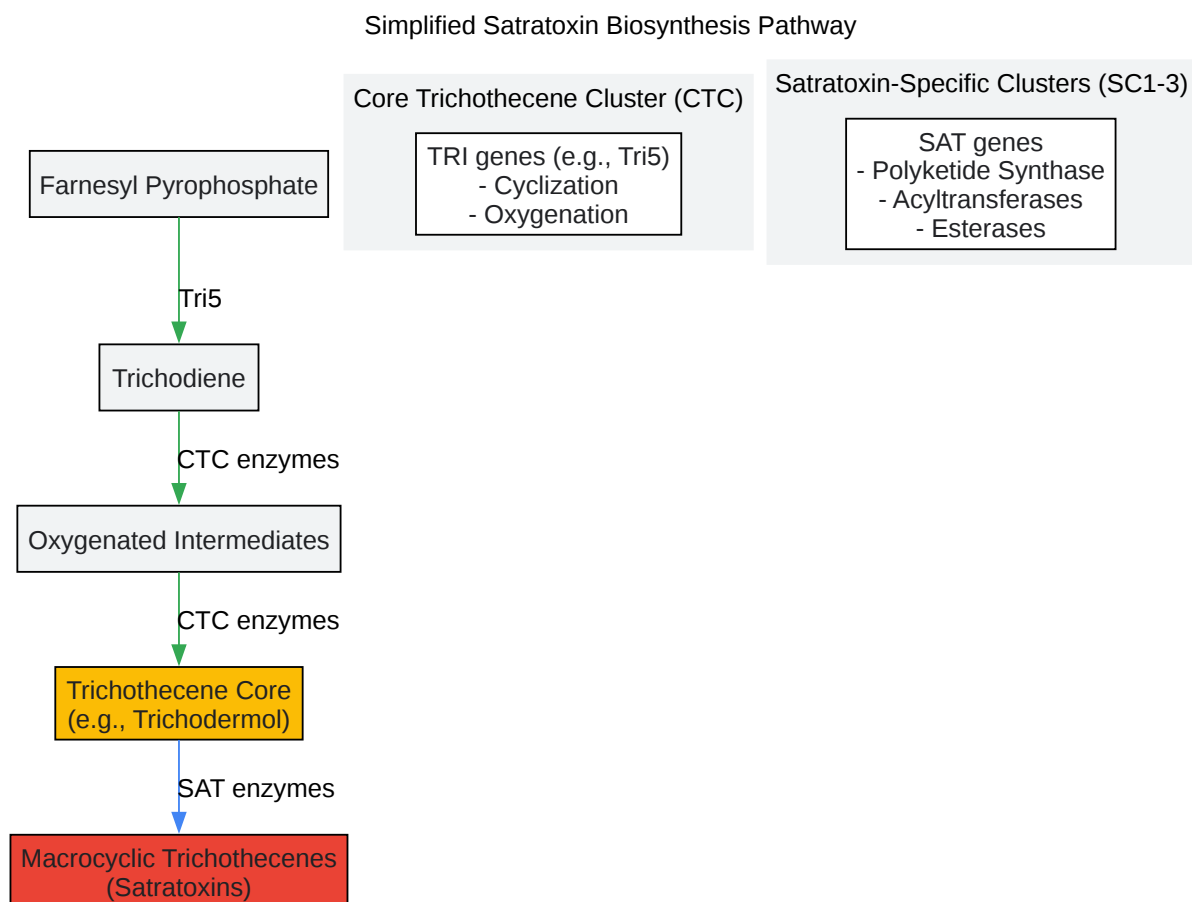 Simplified Satratoxin Biosynthesis Pathway
Core Trichothecene Cluster (CTC)
TRI genes (e.g., Tri5)
- Cyclization
- Oxygenation
Satratoxin-Specific Clusters (SC1-3)
SAT genes
- Polyketide Synthase
- Acyltransferases
- Esterases
Farnesyl Pyrophosphate
Tri5
Trichodiene
CTC enzymes
Oxygenated Intermediates
CTC enzymes
Trichothecene Core
(e.g., Trichodermol)
SAT enzymes
Macrocyclic Trichothecenes
(Satratoxins)